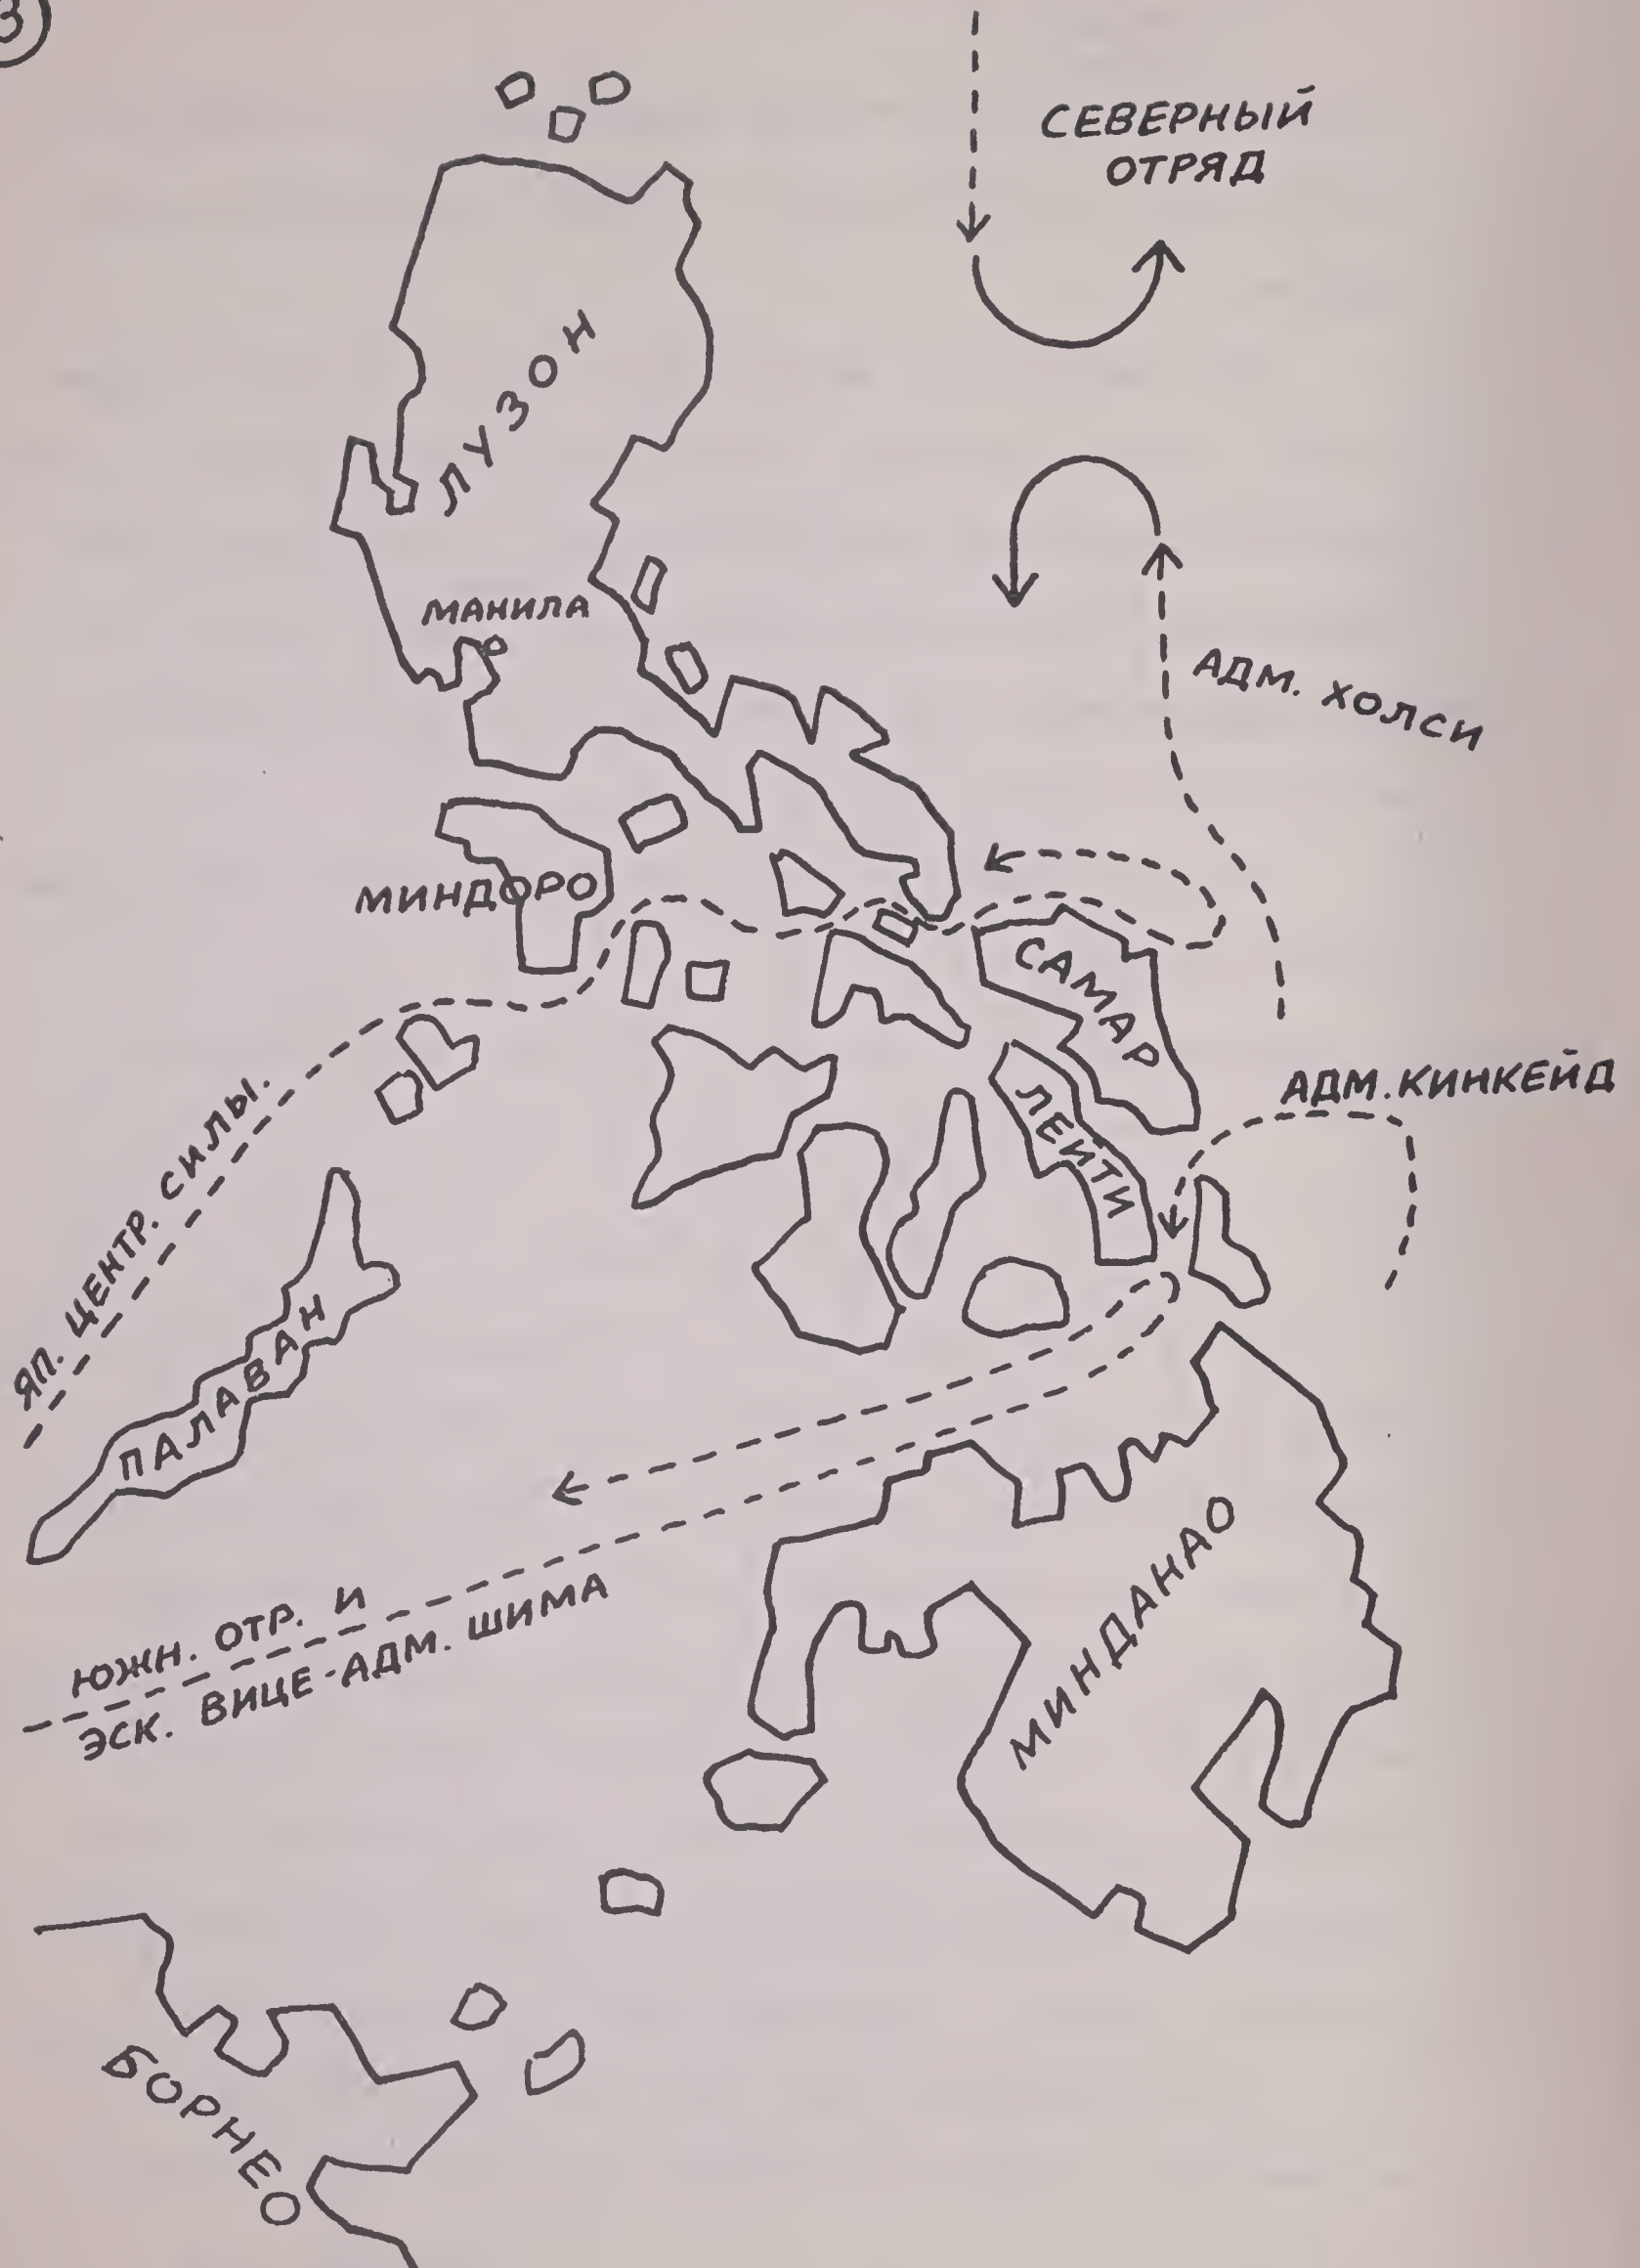 3
СЕВЕРНЫЙ
ОТРЯД
ЛУЗОН
МАНИЛА
АДМ. ХОЛСИ
МИНДОРО
САМАР
ЛЕЙТИ
АДМ. КИНКЕЙД
ЯП. ЦЕНТР. СИЛЫ.
ПАЛАВАН
ЮЖН. ОТР. И
ЭСК. ВИЦЕ-АДМ. ШИМА
МИНДАНАО
БОРНЕО